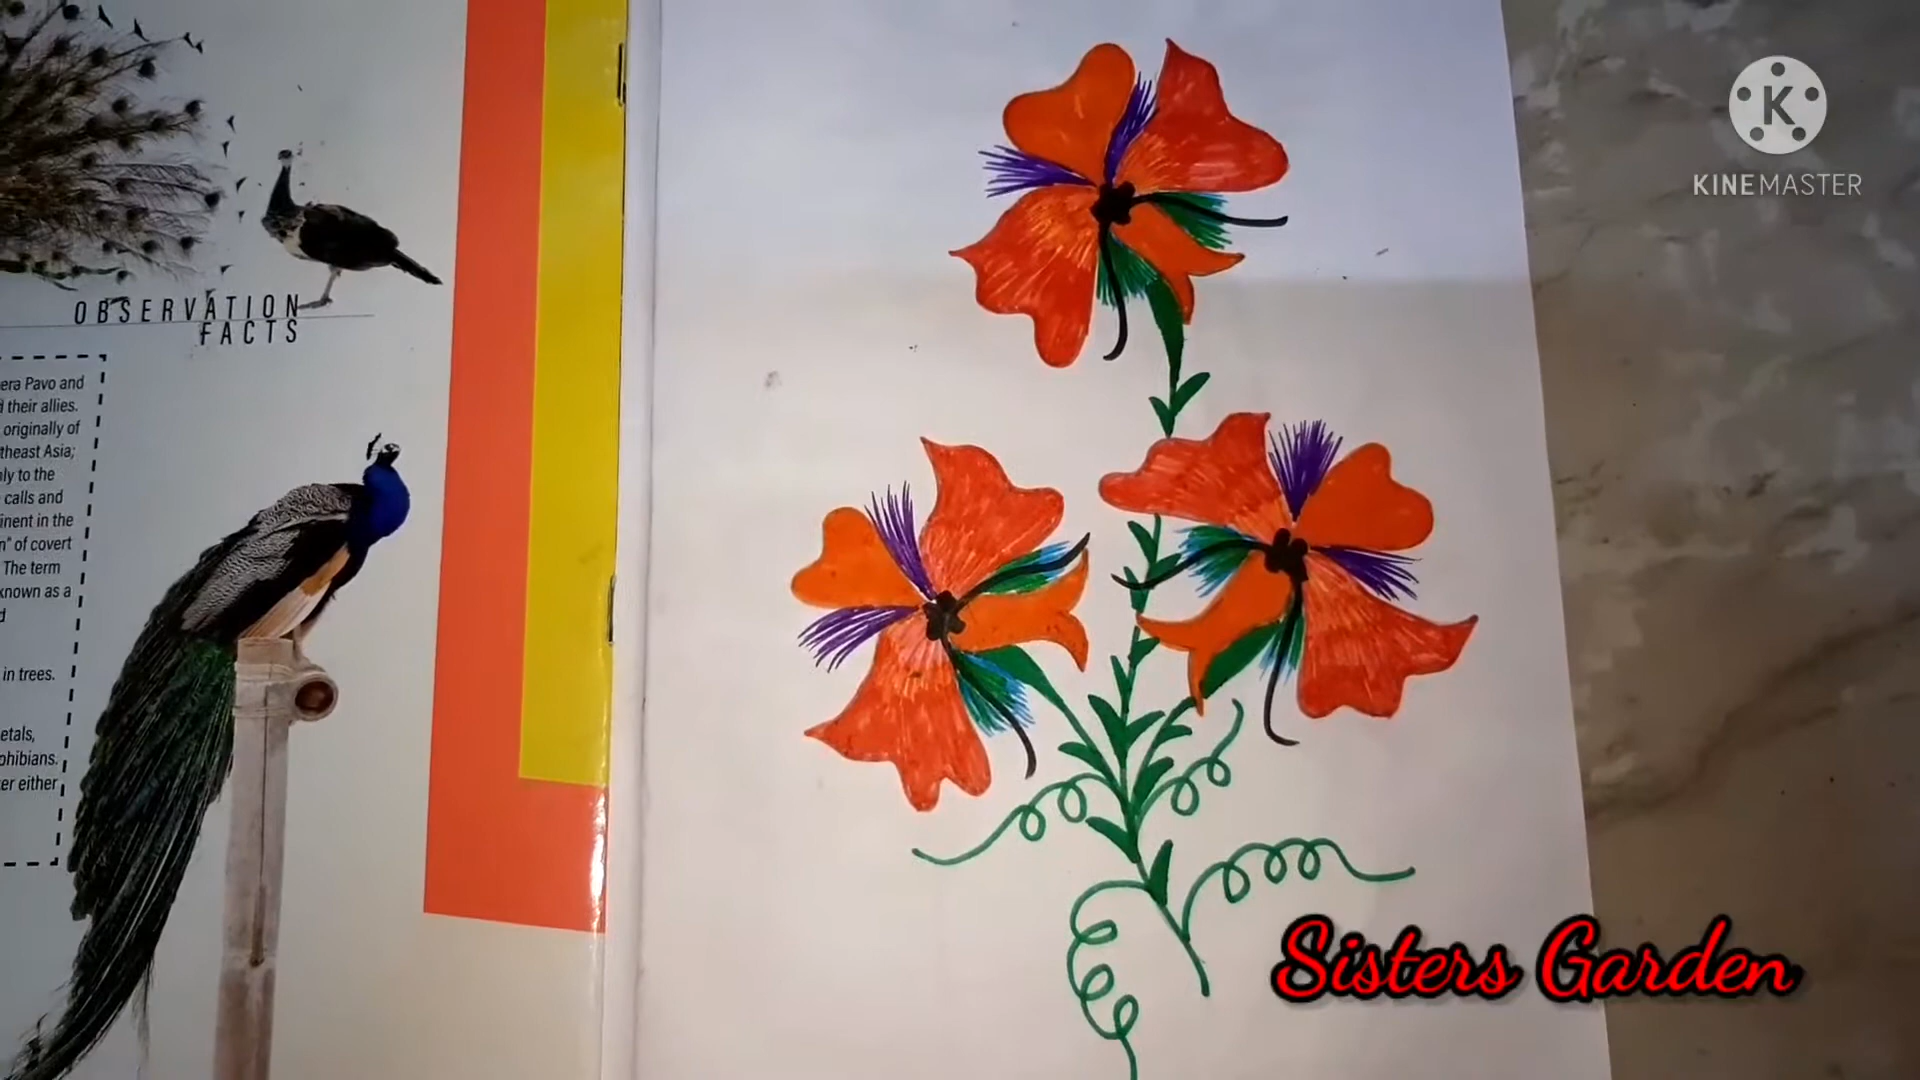 OBSERVATION
FACTS
era Pavo and
their allies.
originally of
theast Asia;
ly to the
calls and
inent in the
of covert
The term
known as a
in trees.
etals,
phibians.
er either
K
KINEMASTER
Sisters Garden